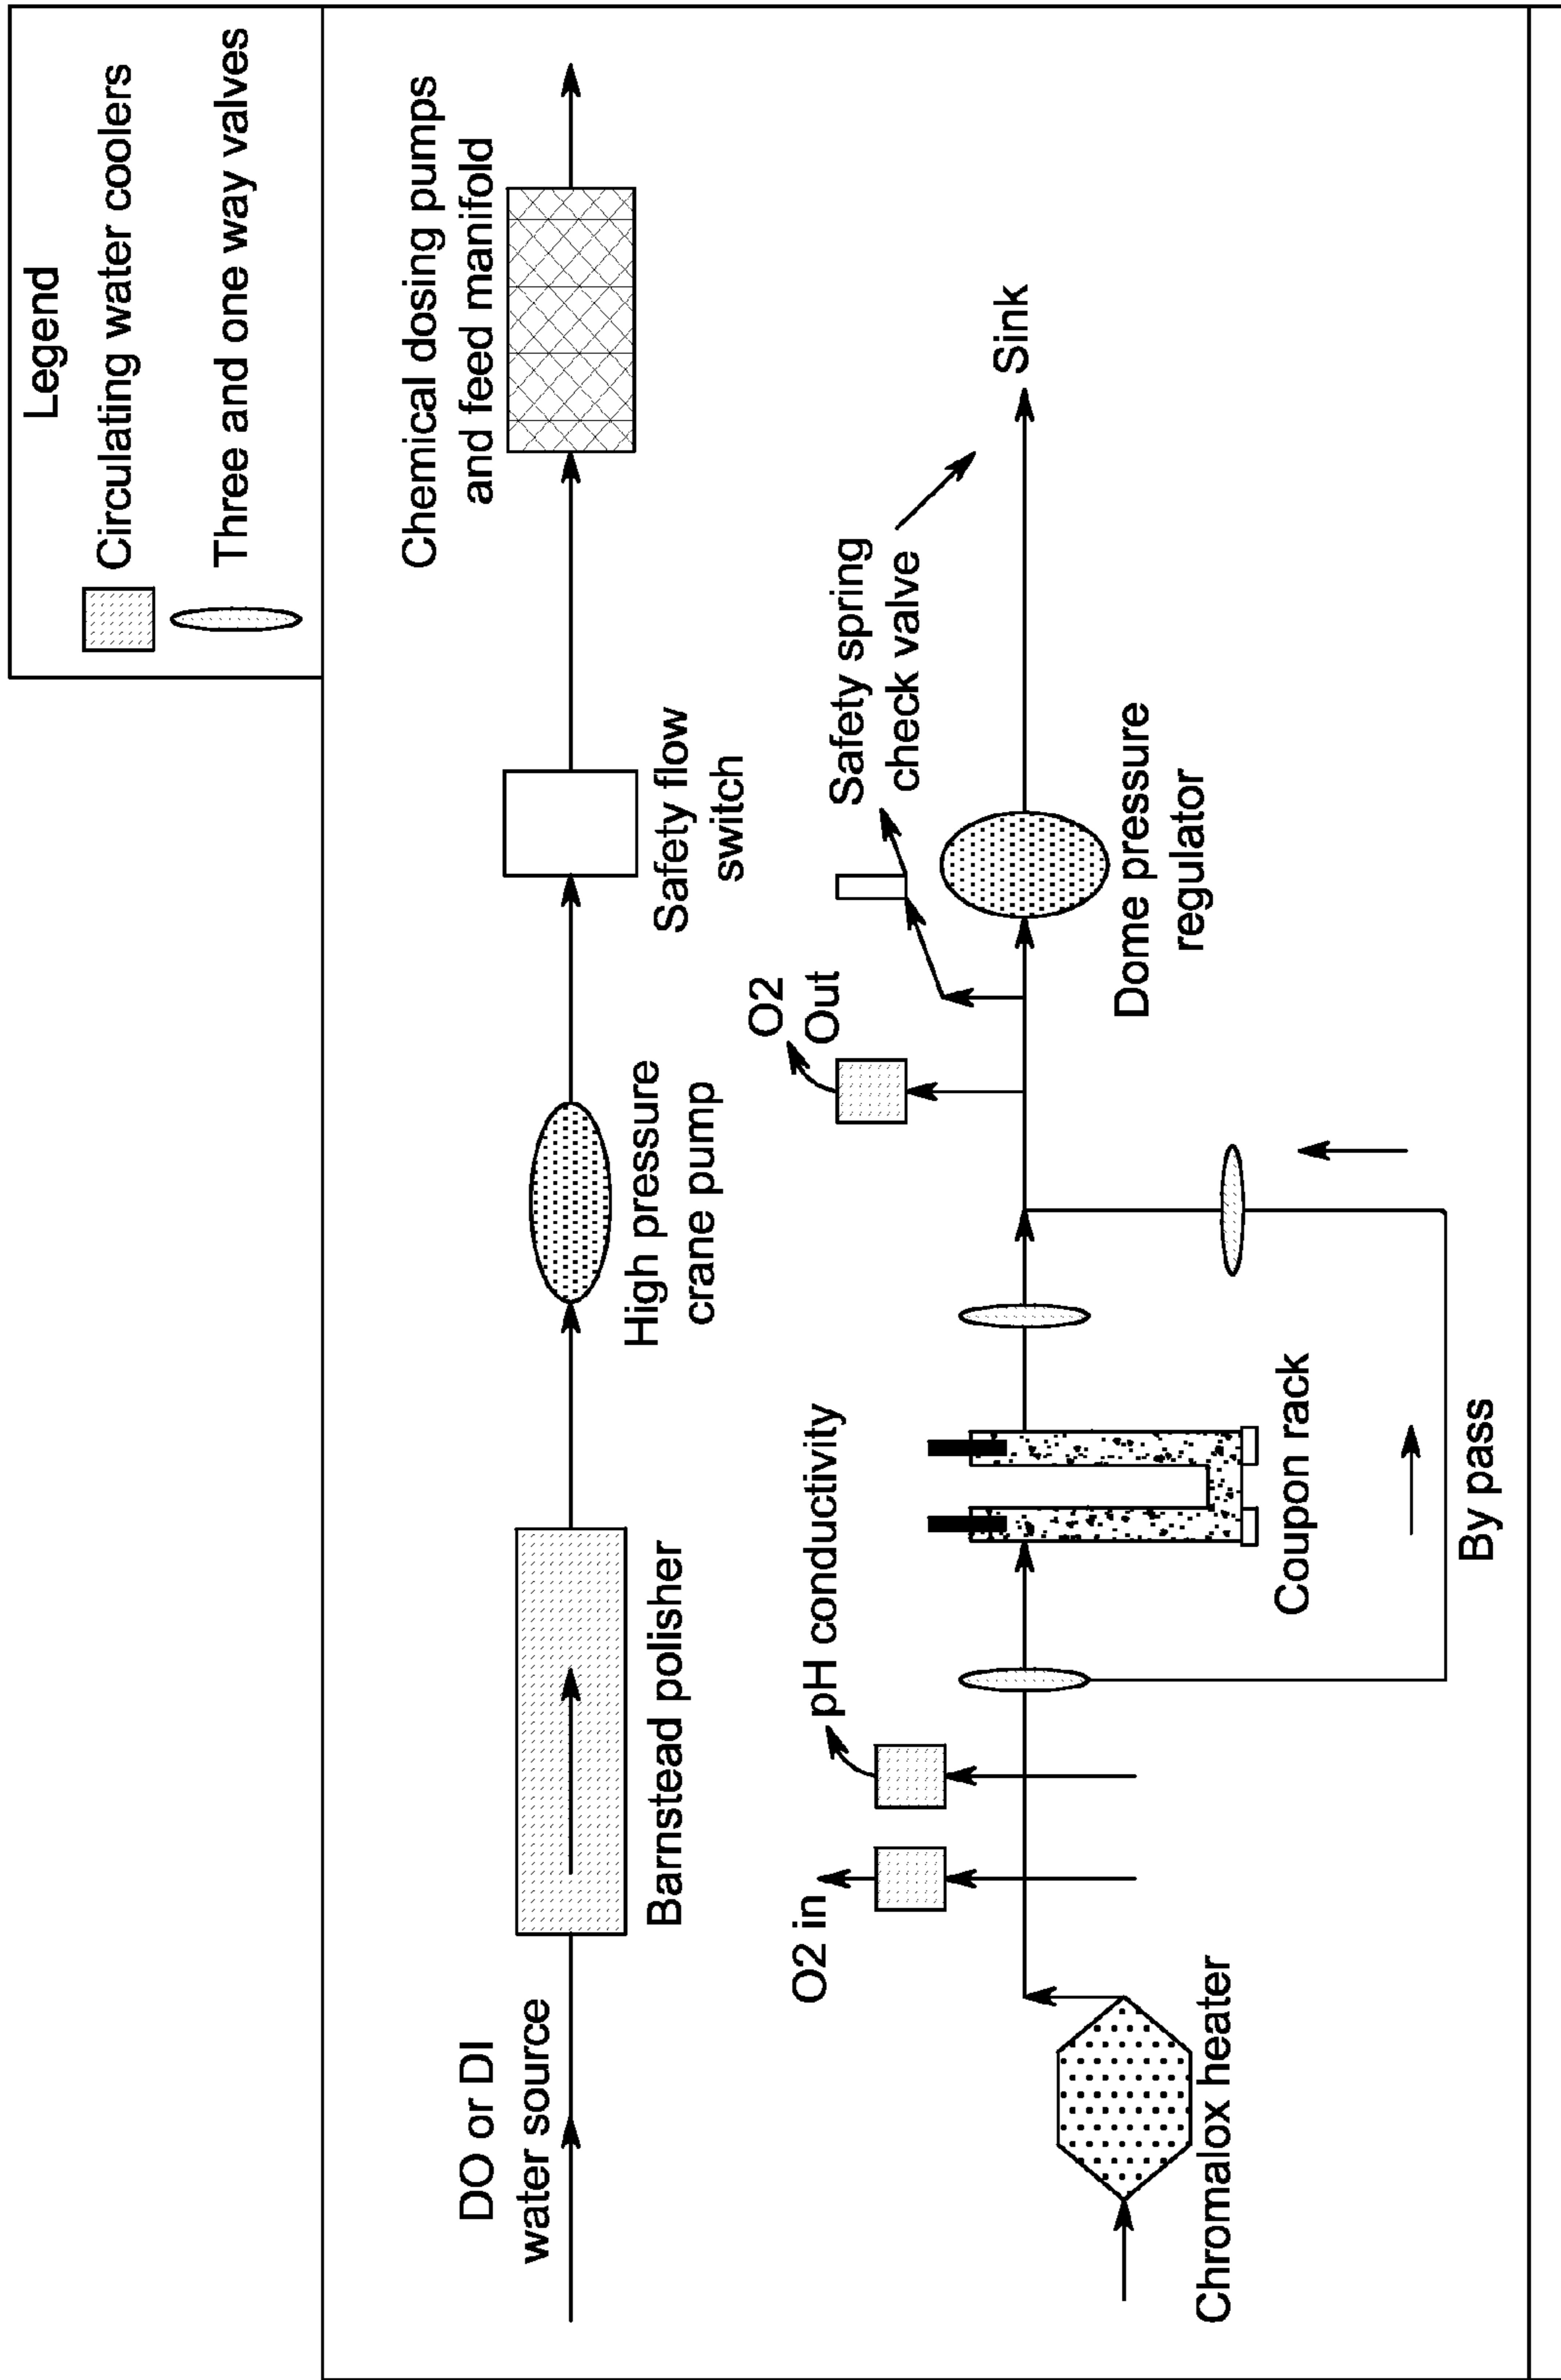 Legend
Circulating water coolers
Three and one way valves
DO or DI
water source
Barnstead polisher
High pressure
crane pump
Safety flow
switch
Chemical dosing pumps
and feed manifold
Chromalox heater
O2 in
pH conductivity
Coupon rack
By pass
O2
Out
Safety spring
check valve
Dome pressure
regulator
Sink